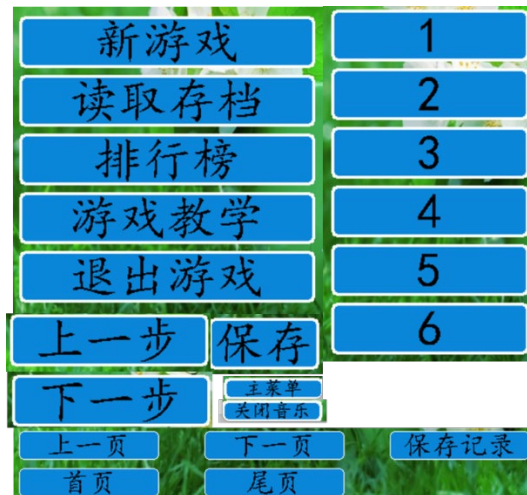 新游戏
读取存档
排行榜
游戏教学
退出游戏
1
2
3
4
5
6
上一步
保存
下一步
主菜单
关闭音乐
上一页
下一页
保存记录
首页
尾页